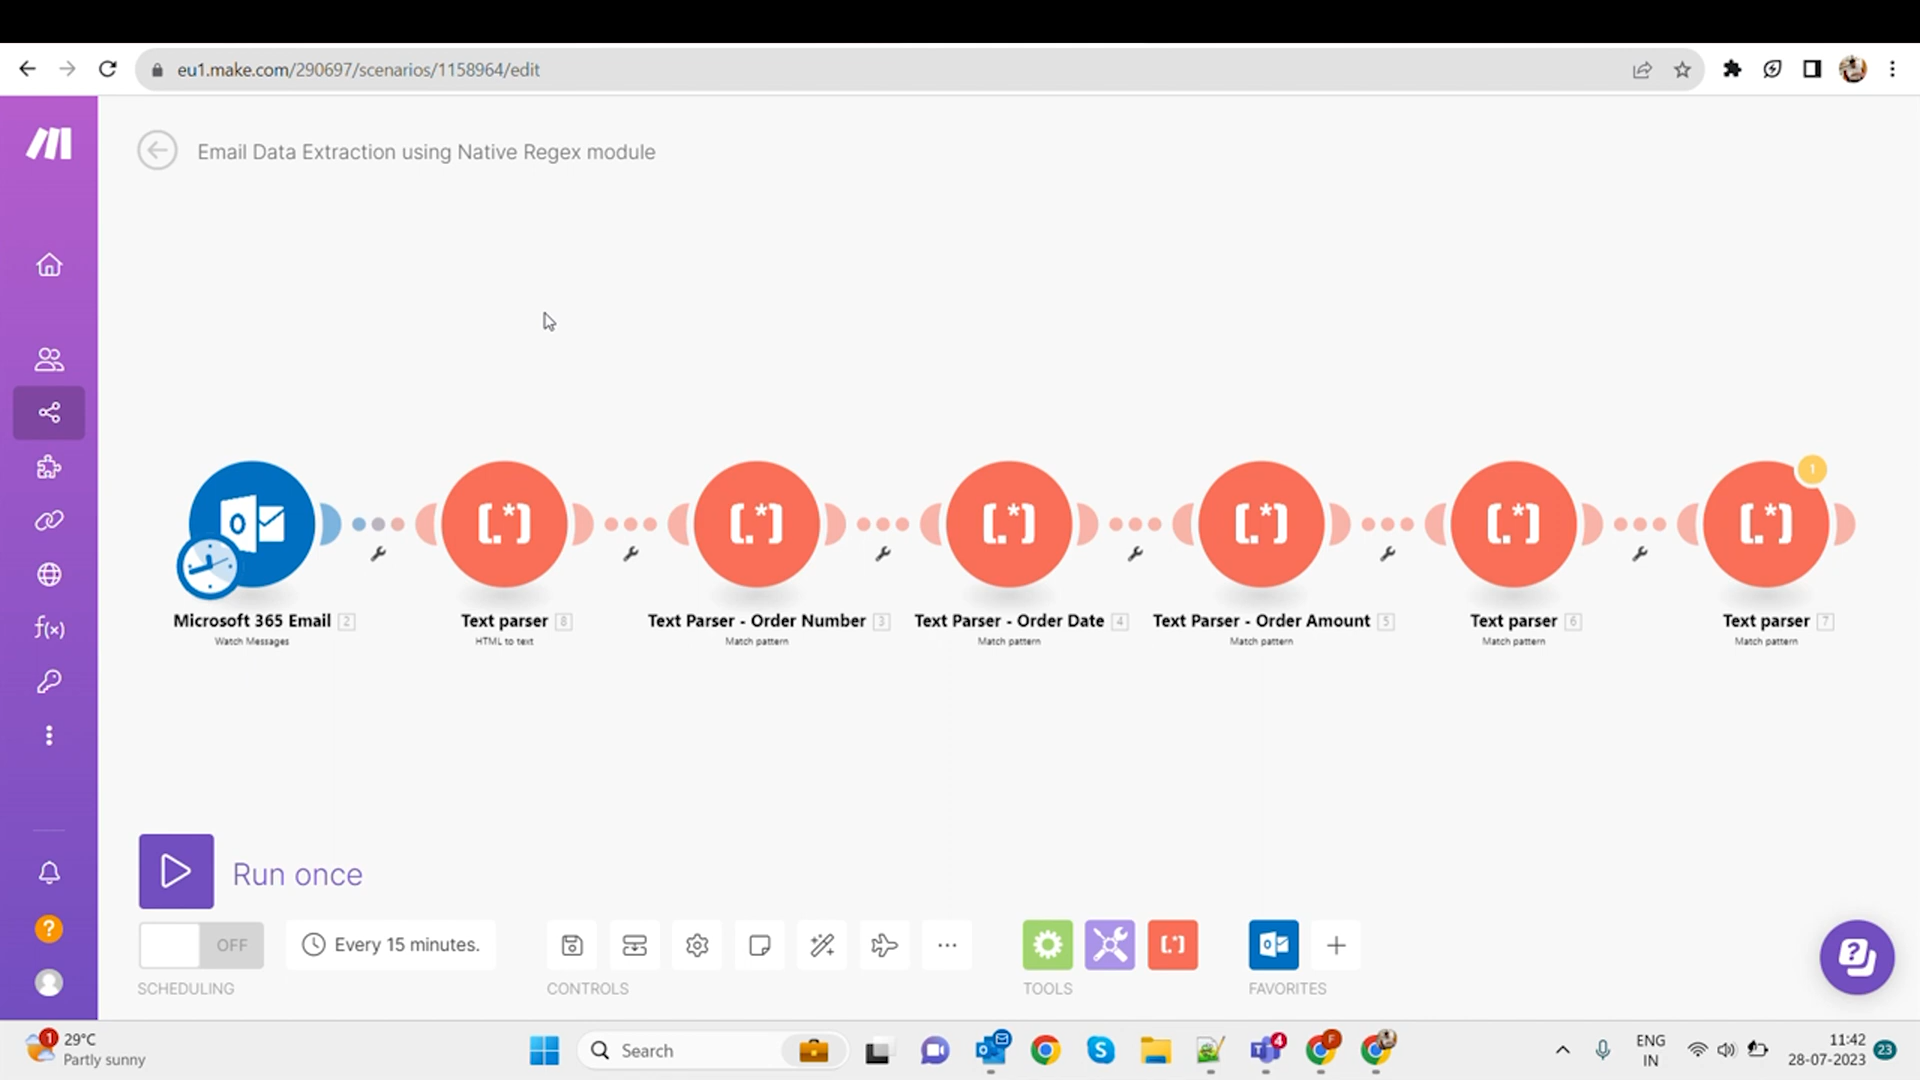 eu1.make.com/290697/scenarios/1158964/edit
Email Data Extraction using Native Regex module
1
Microsoft 365 Email 2
Watch Messages
Text parser 8
HTML to text
Text Parser - Order Number 3
Match pattern
Text Parser - Order Date 4
Match pattern
Text Parser - Order Amount 5
Match pattern
Text parser 6
Match pattern
Text parser 7
Match pattern
Run once
OFF
Every 15 minutes.
SCHEDULING
CONTROLS
TOOLS
FAVORITES
1
29°C
Partly sunny
Search
4
F
ENG
IN
11:42
28-07-2023
23